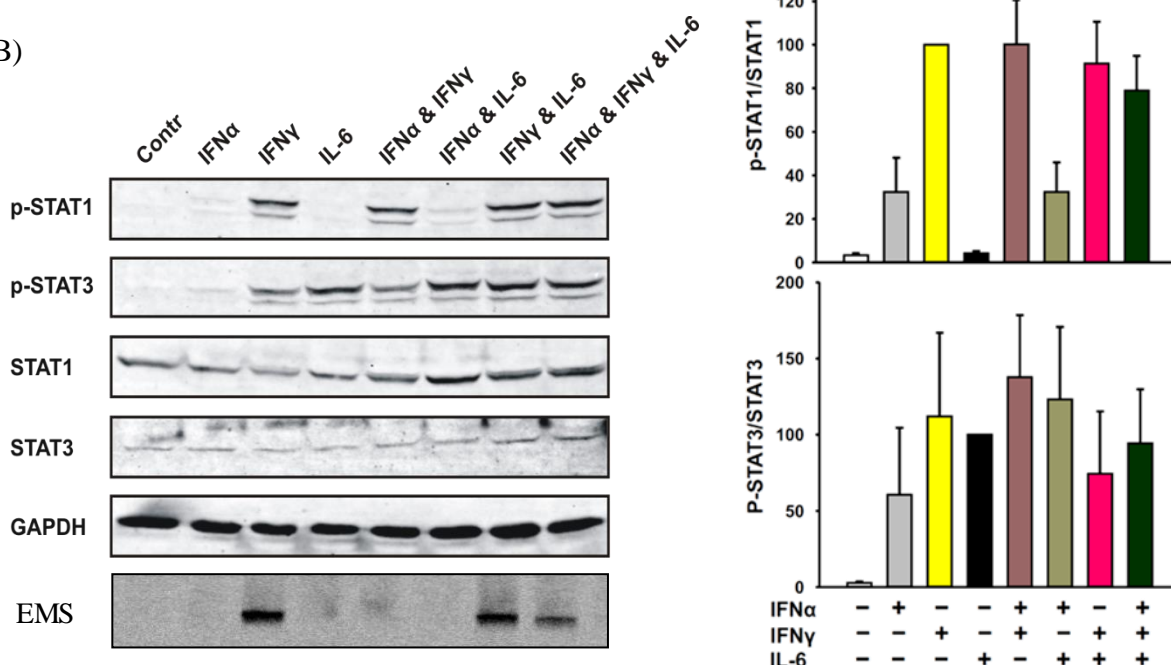 B)
Contr
IFNα
IFNγ
IL-6
IFNα & IFNγ
IFNα & IL-6
IFNγ & IL-6
IFNα & IFNγ & IL-6
p-STAT1
p-STAT3
STAT1
STAT3
GAPDH
EMS
p-STAT1/STAT1
120
100
80
60
40
20
0
P-STAT3/STAT3
200
150
100
50
0
IFNα – + – – + + – +
IFNγ – – + – + – + +
IL-6 – – – + – + + +